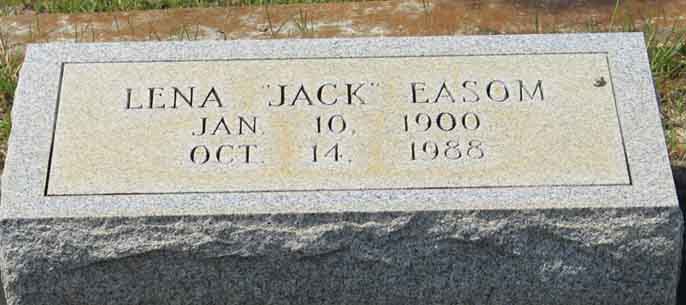 LENA "JACK" EASOM
JAN. 10, 1900
OCT. 14, 1988